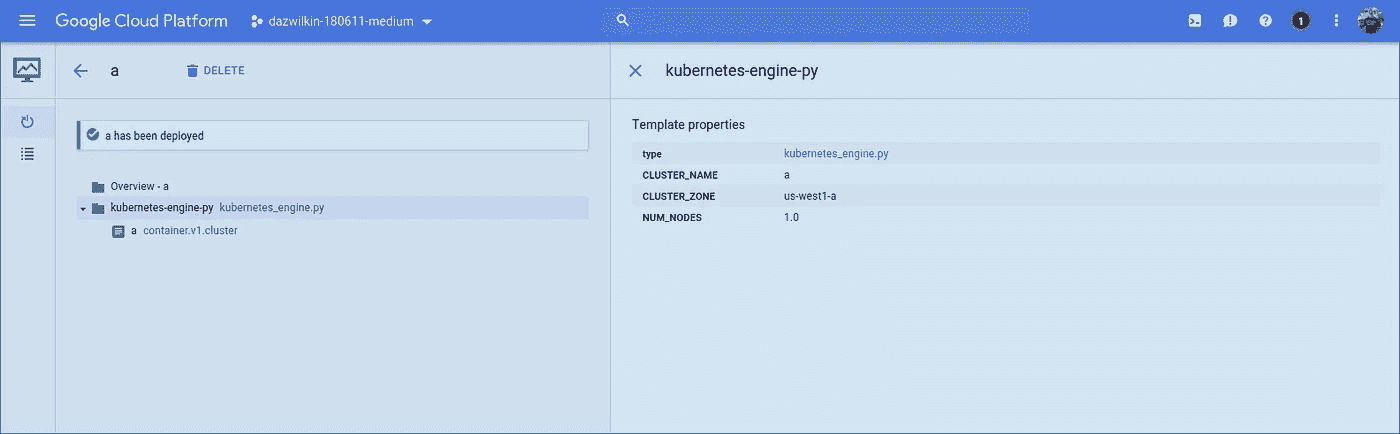 Google Cloud Platform dazwilkin-180611-medium 1
a DELETE
a has been deployed
Overview - a
kubernetes-engine-py kubernetes_engine.py
a container.v1.cluster
kubernetes-engine-py
Template properties
type kubernetes_engine.py
CLUSTER_NAME a
CLUSTER_ZONE us-west1-a
NUM_NODES 1.0